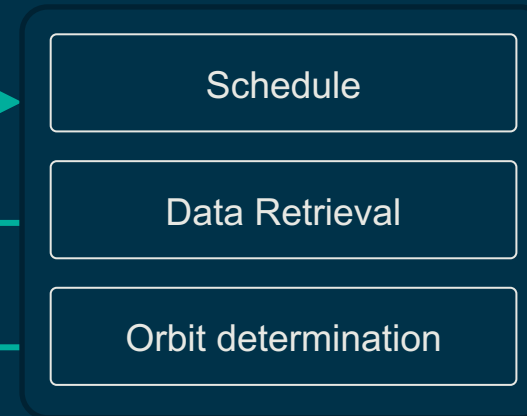 Schedule
Data Retrieval
Orbit determination